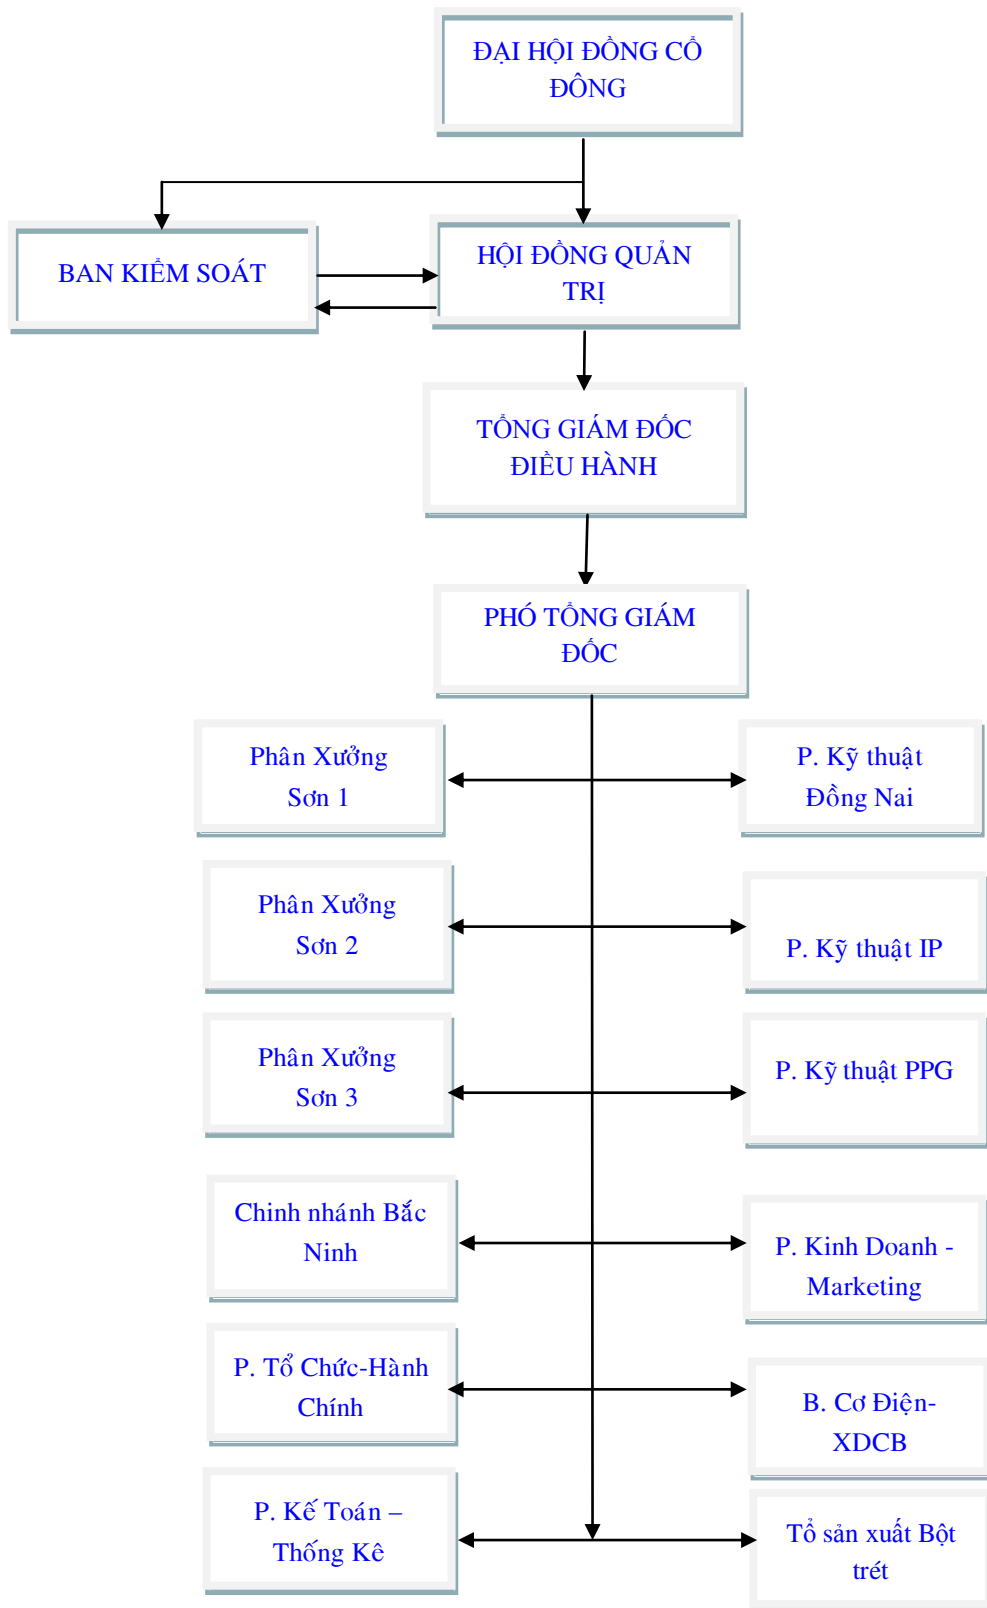 ĐẠI HỘI ĐỒNG CỔ
ĐÔNG
BAN KIỂM SOÁT
HỘI ĐỒNG QUẢN
TRỊ
TỔNG GIÁM ĐỐC
ĐIỀU HÀNH
PHÓ TỔNG GIÁM
ĐỐC
Phân Xưởng
Sơn 1
P. Kỹ thuật
Đồng Nai
Phân Xưởng
Sơn 2
P. Kỹ thuật IP
Phân Xưởng
Sơn 3
P. Kỹ thuật PPG
Chinh nhánh Bắc
Ninh
P. Kinh Doanh -
Marketing
P. Tổ Chức-Hành
Chính
B. Cơ Điện-
XDCB
P. Kế Toán –
Thống Kê
Tổ sản xuất Bột
trét